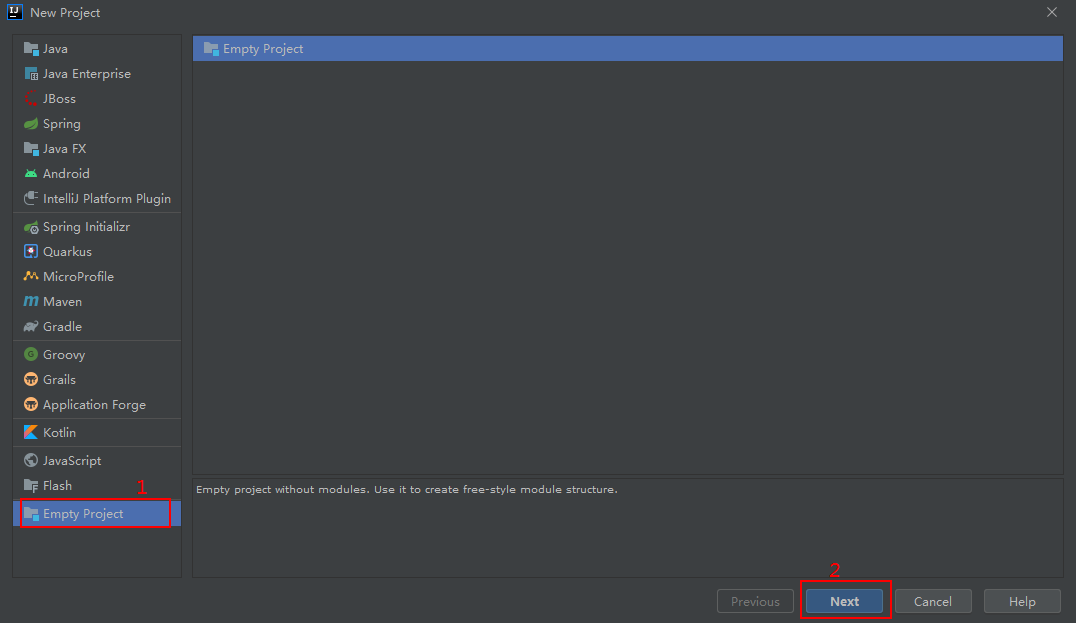 New Project
Java
Java Enterprise
JBoss
Spring
Java FX
Android
IntelliJ Platform Plugin
Spring Initializr
Quarkus
MicroProfile
Maven
Gradle
Groovy
Grails
Application Forge
Kotlin
JavaScript
Flash
1
Empty Project
Empty Project
Empty project without modules. Use it to create free-style module structure.
2
Previous Next Cancel Help